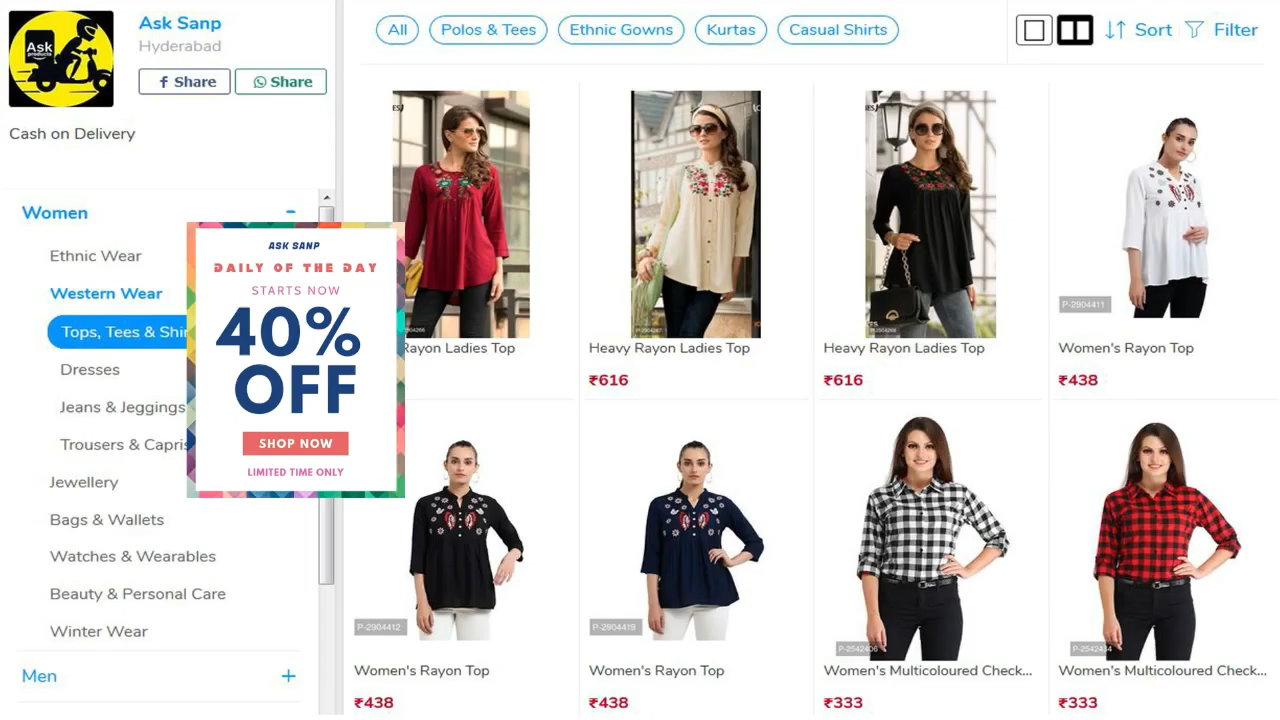 Ask Sanp
Hyderabad
Ask
products
Share
Share
Cash on Delivery
All
Polos & Tees
Ethnic Gowns
Kurtas
Casual Shirts
Sort
Filter
Women
Ethnic Wear
Western Wear
Tops, Tees & Shir
Dresses
Jeans & Jeggings
Trousers & Capris
Jewellery
Bags & Wallets
Watches & Wearables
Beauty & Personal Care
Winter Wear
Men
ASK SANP
DAILY OF THE DAY
STARTS NOW
40%
OFF
SHOP NOW
LIMITED TIME ONLY
Rayon Ladies Top
Heavy Rayon Ladies Top
₹616
Heavy Rayon Ladies Top
₹616
P-2904411
Women's Rayon Top
₹438
P-2904412
Women's Rayon Top
₹438
P-2904419
Women's Rayon Top
₹438
P-2542406
Women's Multicoloured Check...
₹333
Women's Multicoloured Check...
₹333